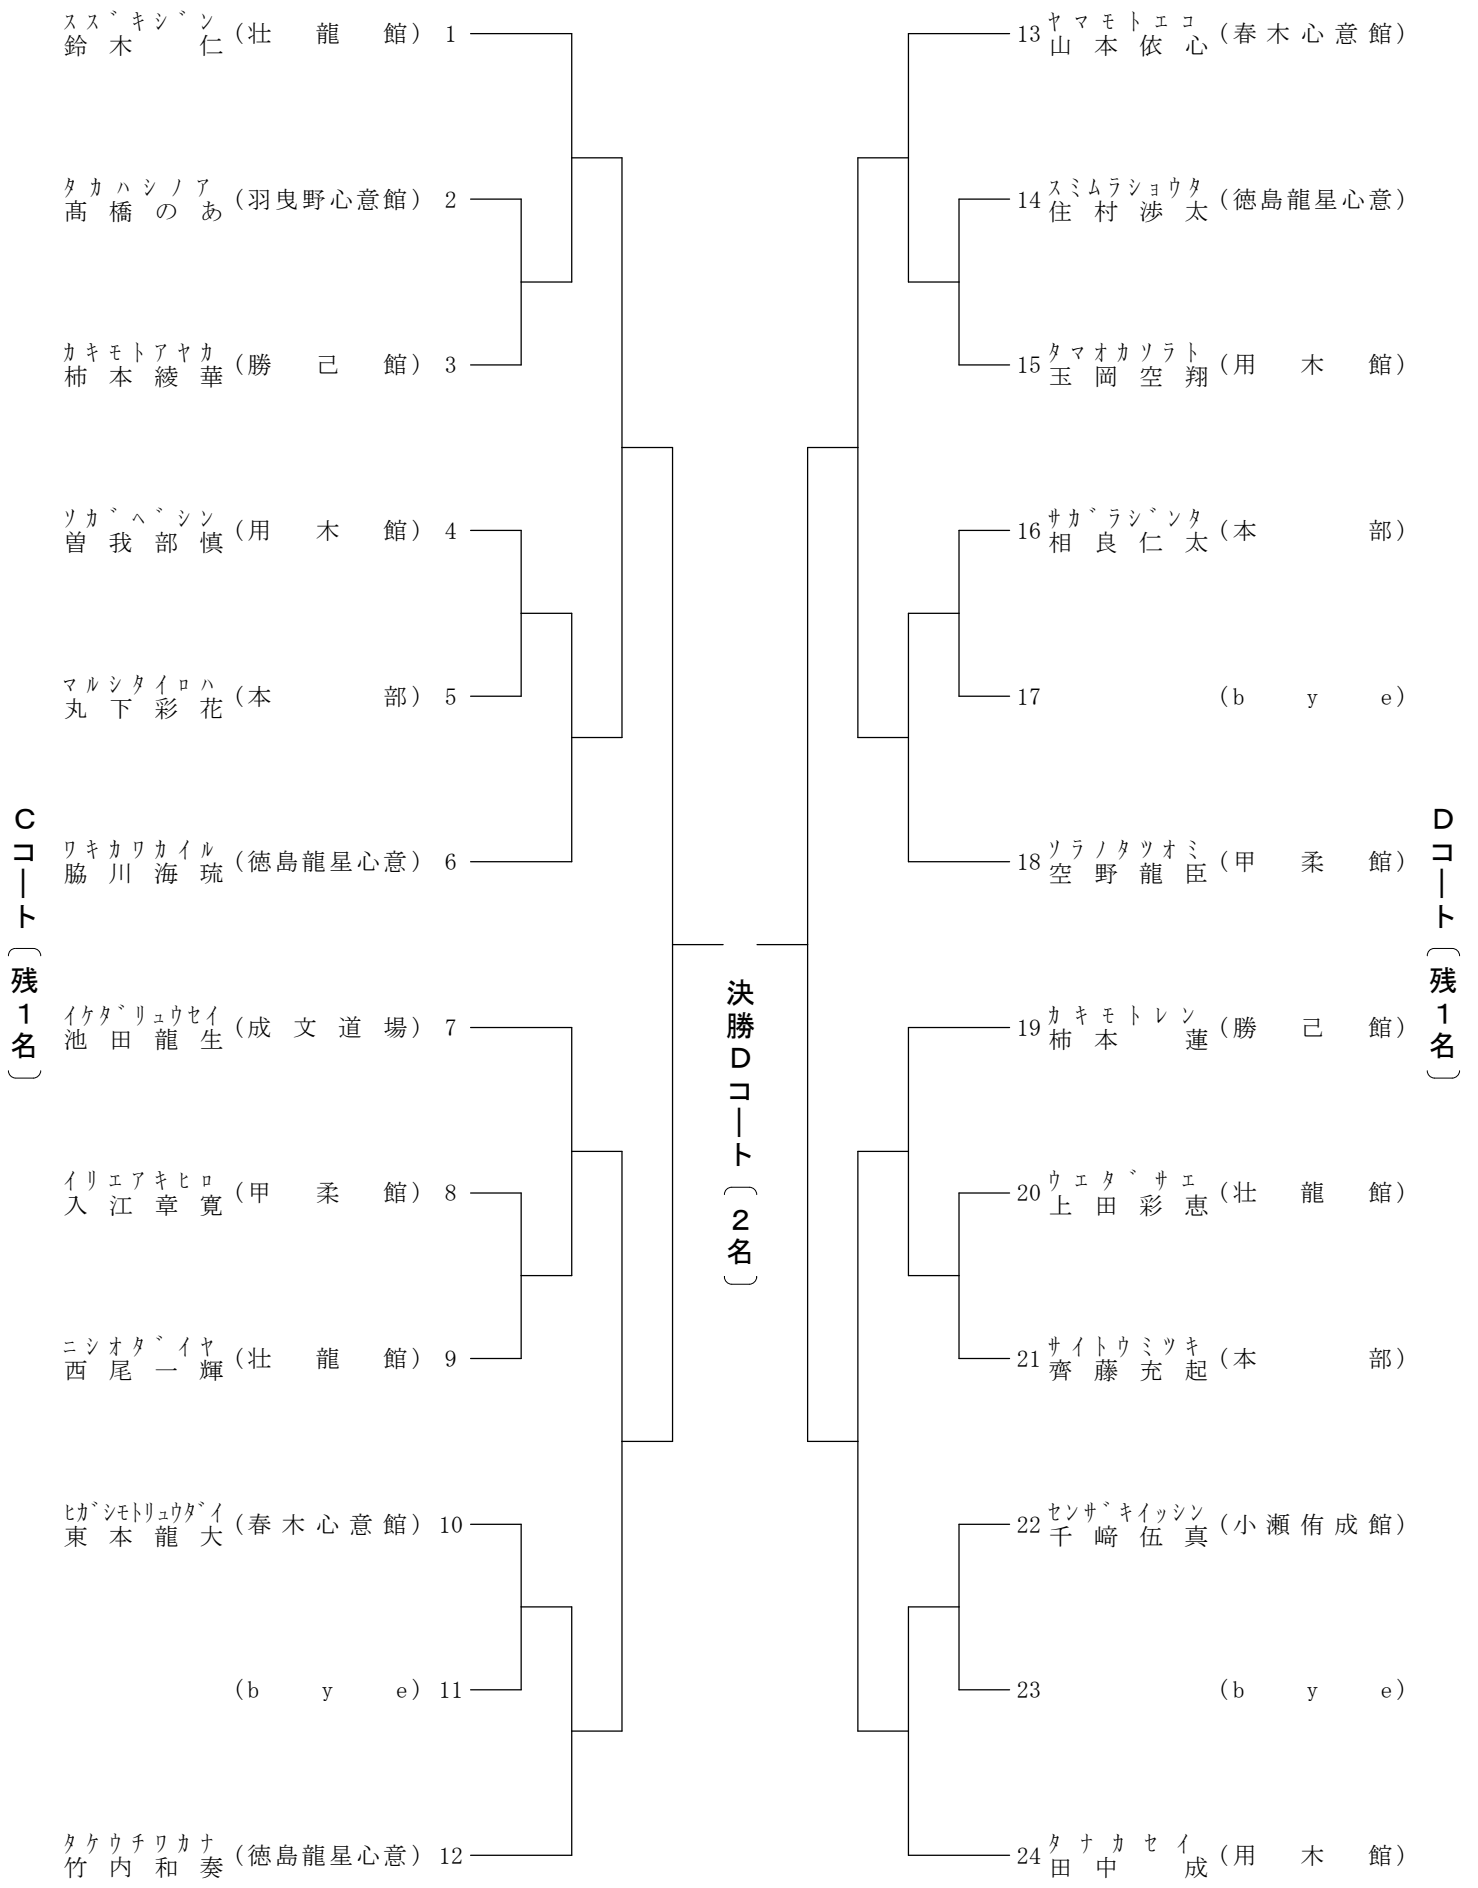 Cコート〔残1名〕
スズキジン
鈴木 仁 (壮龍館) 1
タカハシノア
髙橋のあ (羽曳野心意館) 2
カキモトアヤカ
柿本綾華 (勝己館) 3
ソガベシン
曽我部慎 (用木館) 4
マルシタイロハ
丸下彩花 (本部) 5
ワキカワカイル
脇川海琉 (徳島龍星心意) 6
イケダリュウセイ
池田龍生 (成文道場) 7
イリエアキヒロ
入江章寛 (甲柔館) 8
ニシオダイヤ
西尾一輝 (壮龍館) 9
ヒガシモトリュウダイ
東本龍大 (春木心意館) 10
(bye) 11
タケウチワカナ
竹内和奏 (徳島龍星心意) 12
決勝Dコート〔2名〕
ヤマモトエコ
13 山本依心 (春木心意館)
スミムラショウタ
14 住村渉太 (徳島龍星心意)
タマオカソラト
15 玉岡空翔 (用木館)
サガラジンタ
16 相良仁太 (本部)
17 (bye)
ソラノタツオミ
18 空野龍臣 (甲柔館)
カキモトレン
19 柿本 蓮 (勝己館)
ウエダサエ
20 上田彩恵 (壮龍館)
サイトウミツキ
21 齊藤充起 (本部)
センザキイッシン
22 千﨑伍真 (小瀬侑成館)
23 (bye)
タナカセイ
24 田中 成 (用木館)
Dコート〔残1名〕